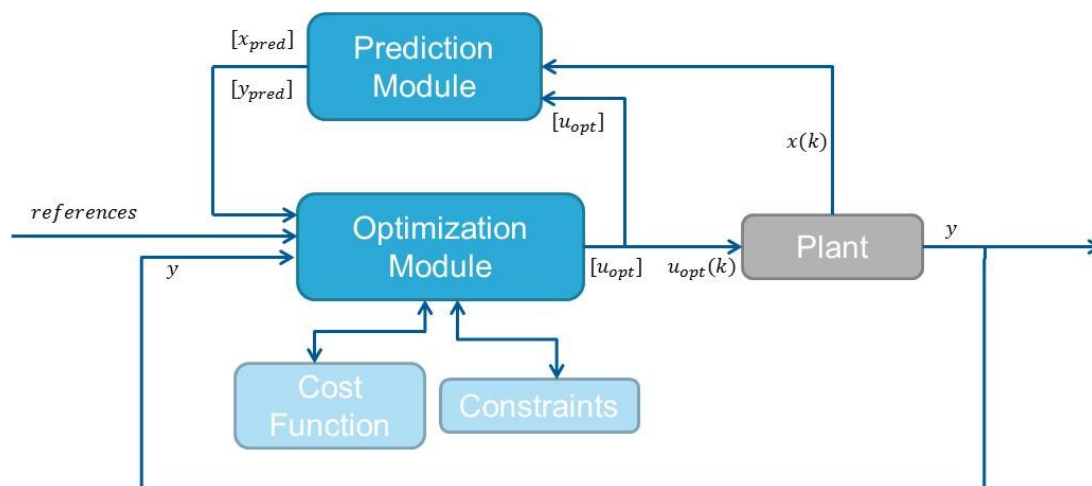 [x_pred]
Prediction
Module
[y_pred]
[u_opt]
x(k)
references
Optimization
Module
y
Plant
y
[u_opt]
u_opt(k)
Cost
Function
Constraints